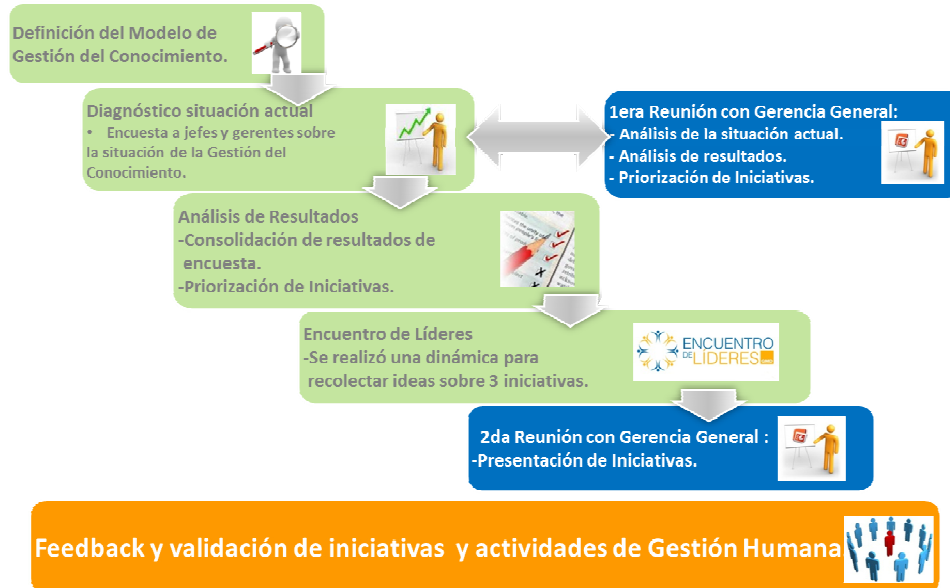 Definición del Modelo de
Gestión del Conocimiento.
Diagnóstico situación actual
• Encuesta a jefes y gerentes sobre
la situación de la Gestión del
Conocimiento.
1era Reunión con Gerencia General:
- Análisis de la situación actual.
- Análisis de resultados.
- Priorización de Iniciativas.
Análisis de Resultados
-Consolidación de resultados de
encuesta.
-Priorización de Iniciativas.
Encuentro de Líderes
-Se realizó una dinámica para
recolectar ideas sobre 3 iniciativas.
ENCUENTRO
DE LÍDERES
2da Reunión con Gerencia General :
-Presentación de Iniciativas.
Feedback y validación de iniciativas y actividades de Gestión Humana